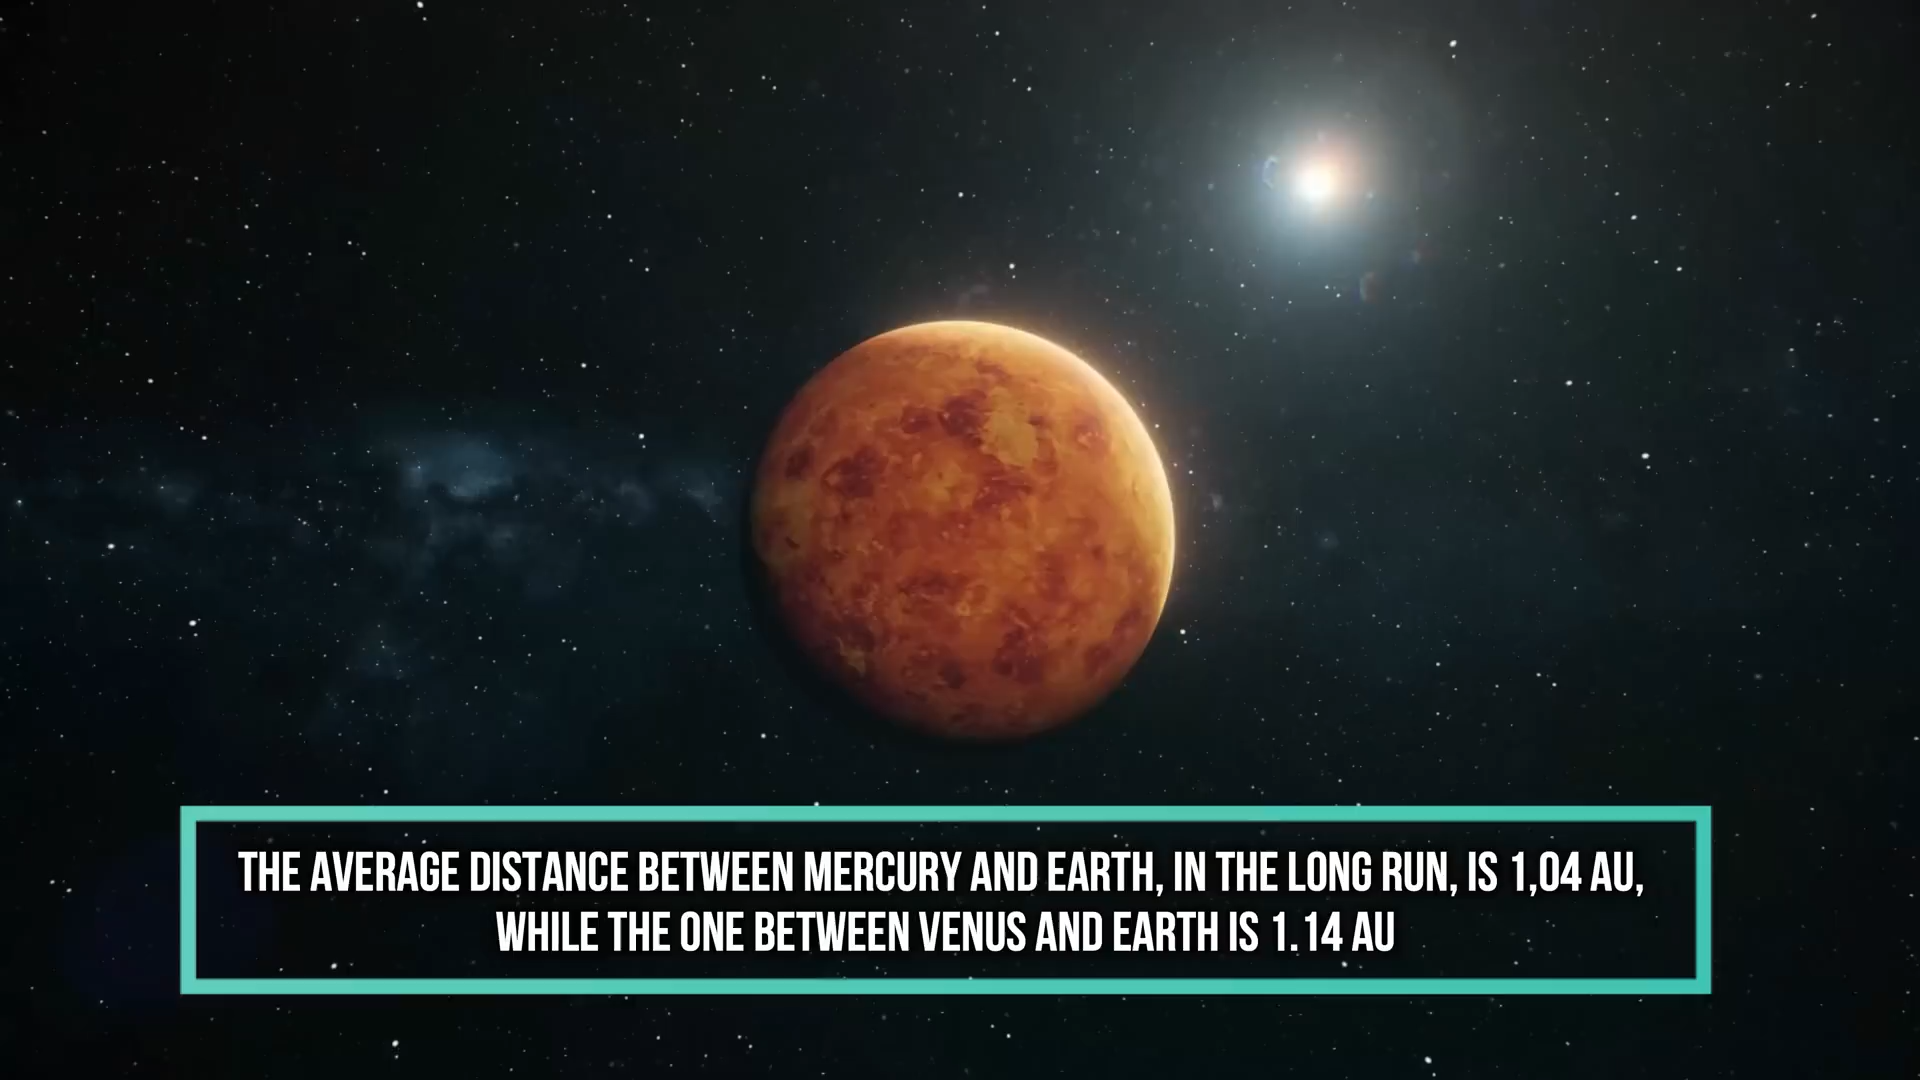 THE AVERAGE DISTANCE BETWEEN MERCURY AND EARTH, IN THE LONG RUN, IS 1,04 AU,
WHILE THE ONE BETWEEN VENUS AND EARTH IS 1.14 AU